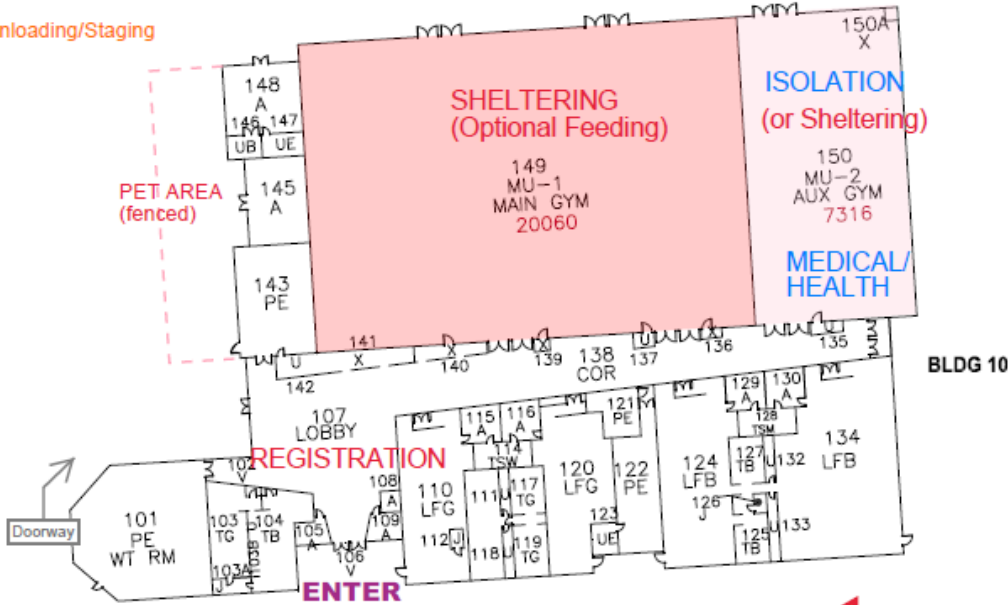 nloading/Staging
150A
X
148
A
146 147
UB UE
SHELTERING
(Optional Feeding)
ISOLATION
(or Sheltering)
149
MU-1
MAIN GYM
20060
150
MU-2
AUX GYM
7316
PET AREA
(fenced)
145
A
MEDICAL/
HEALTH
143
PE
U
142
141
X
X
140
X
139
138
COR
U
137
X
136
U
135
BLDG 10
107
LOBBY
REGISTRATION
102
V
108
A
109
A
115
A
116
A
114
TSW
121
PE
129
A
130
A
128
TSM
134
LFB
110
LFG
111
117
TG
120
LFG
122
PE
124
LFB
127
TB
132
126
J
Doorway
101
PE
WT RM
103
TG
104
TB
105
A
106
V
112 J
118
119
TG
123
UE
125
TB
133
103A
J
103B
ENTER